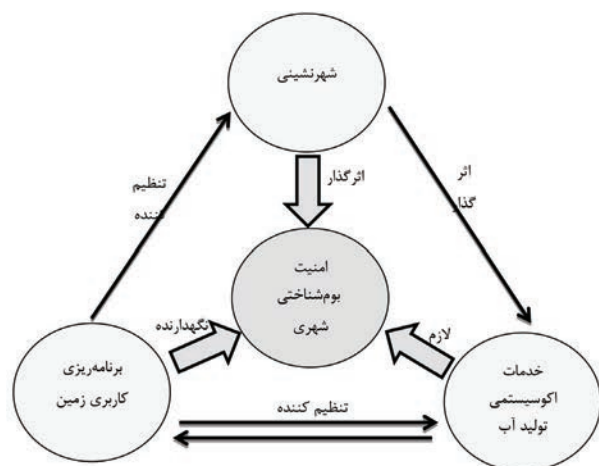 شهرنشینی
اثرگذار
اثر
گذار
تنظیم
کننده
امنیت
بوم‌شناختی
شهری
نگهدارنده
لازم
برنامه‌ریزی
کاربری زمین
خدمات
اکوسیستمی
تولید آب
تنظیم کننده